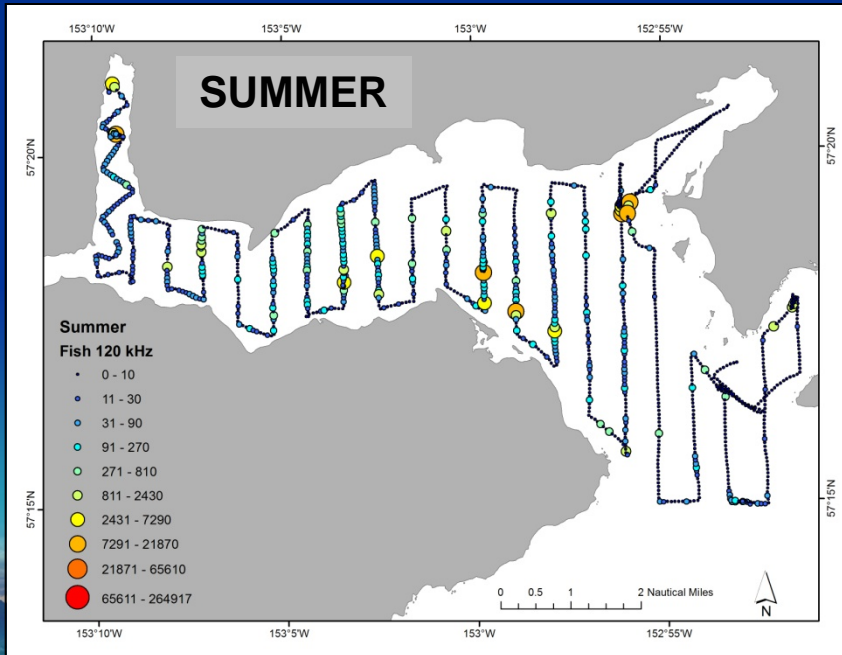 153°10'W 153°5'W 153°W 152°55'W
SUMMER
57°20'N
57°20'N
57°15'N
57°15'N
Summer
Fish 120 kHz
0 - 10
11 - 30
31 - 90
91 - 270
271 - 810
811 - 2430
2431 - 7290
7291 - 21870
21871 - 65610
65611 - 264917
0 0.5 1 2 Nautical Miles
N
153°10'W 153°5'W 153°W 152°55'W